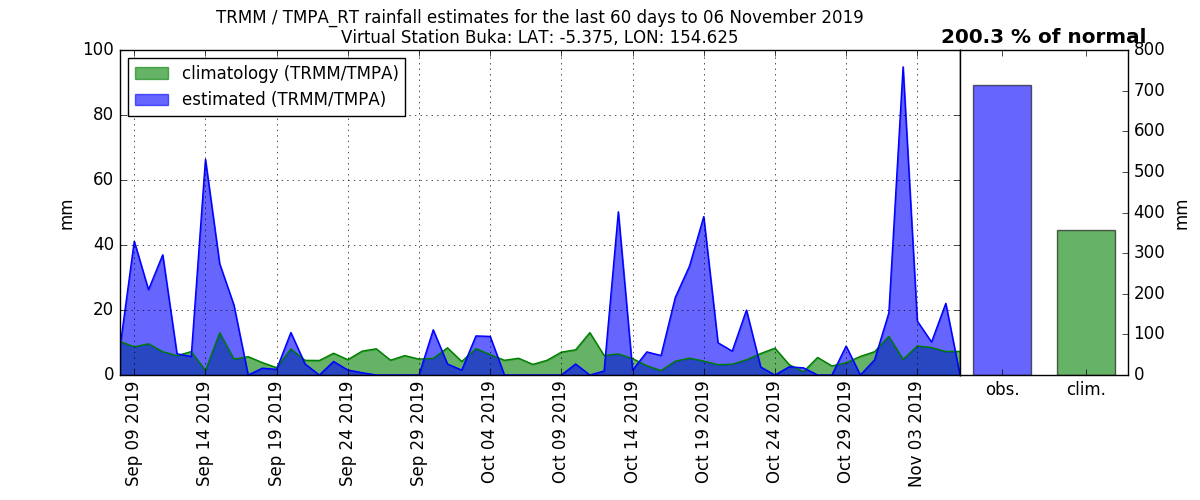 TRMM / TMPA_RT rainfall estimates for the last 60 days to 06 November 2019
Virtual Station Buka: LAT: -5.375, LON: 154.625
200.3 % of normal
climatology (TRMM/TMPA)
estimated (TRMM/TMPA)
mm
100
80
60
40
20
0
Sep 09 2019
Sep 14 2019
Sep 19 2019
Sep 24 2019
Sep 29 2019
Oct 04 2019
Oct 09 2019
Oct 14 2019
Oct 19 2019
Oct 24 2019
Oct 29 2019
Nov 03 2019
obs.
clim.
800
700
600
500
400
300
200
100
0
mm